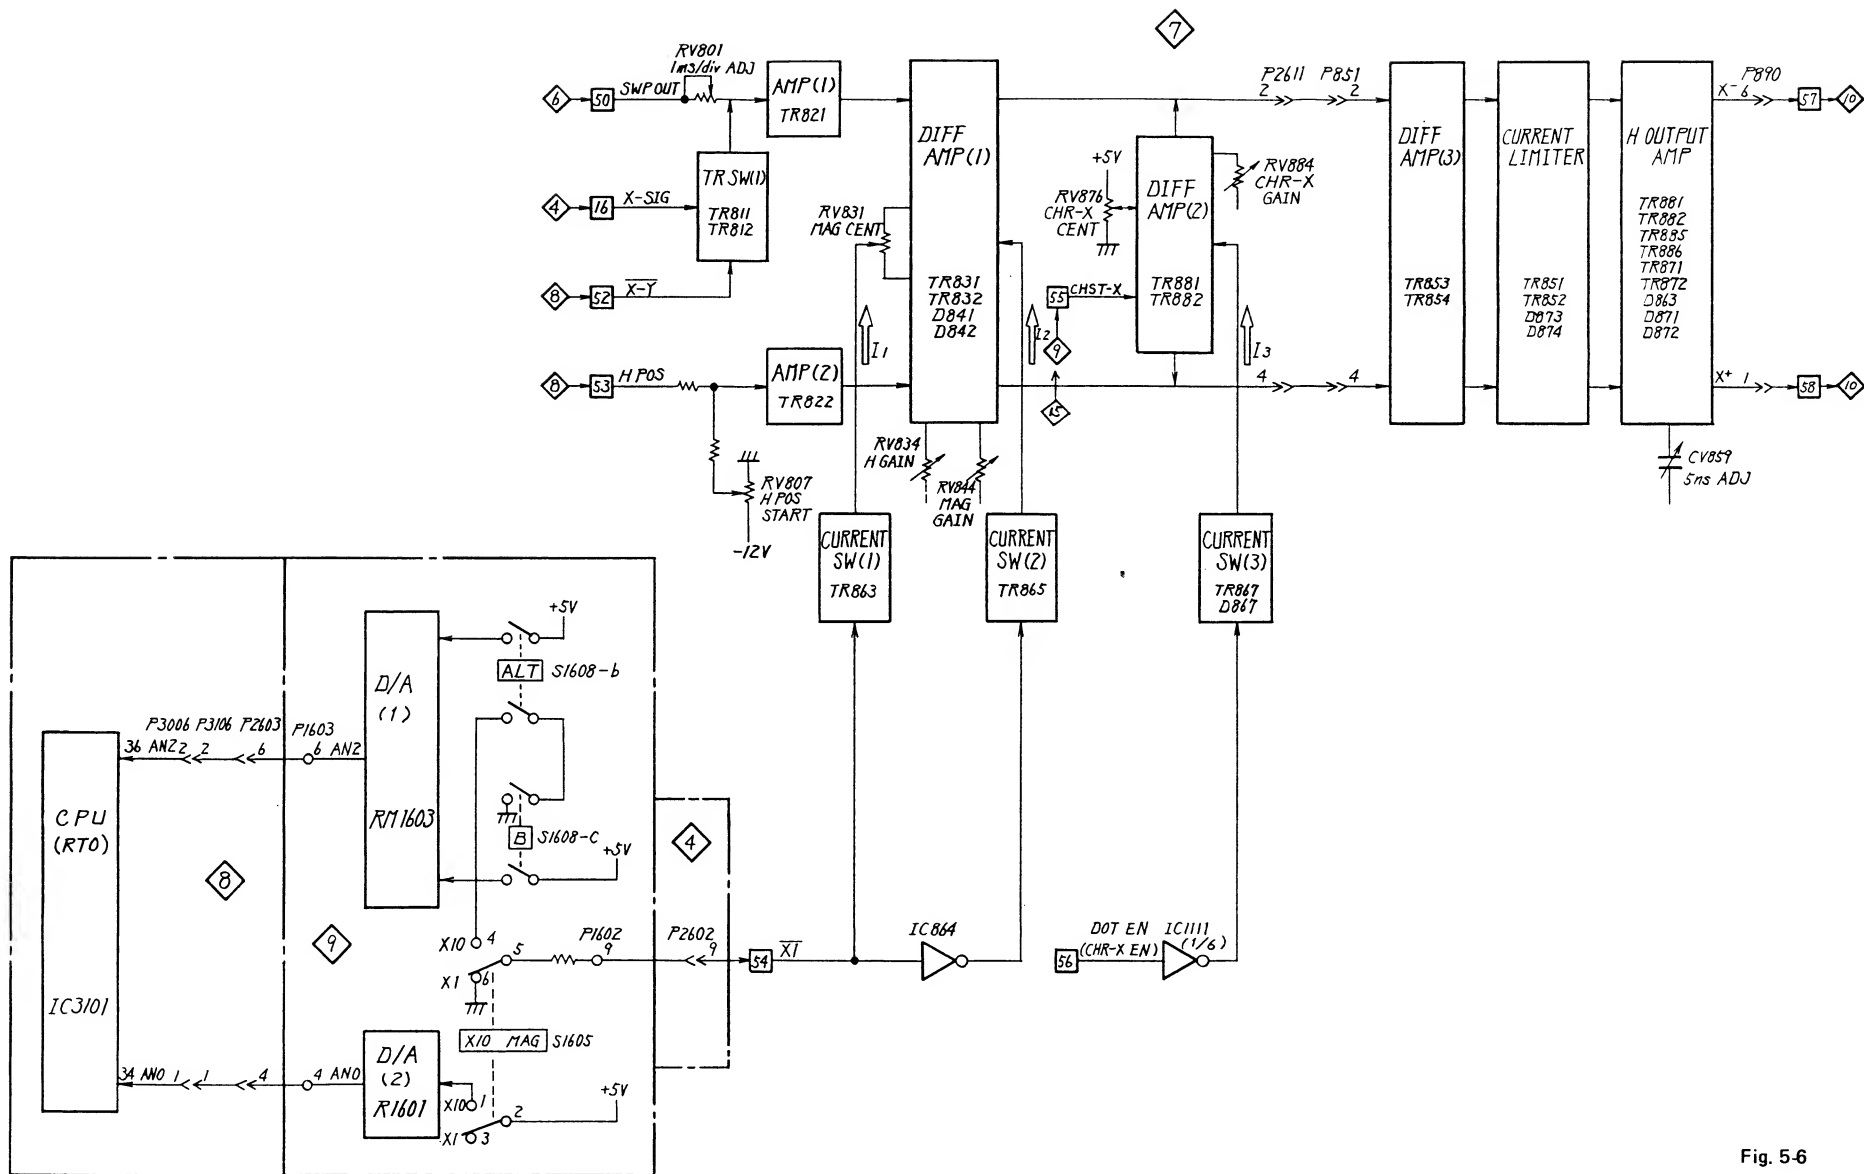 7
RV801
1ms/div ADJ
6
50
SWP OUT
AMP(1)
TR821
P2611
P851
2
2
X- 6
P890
57
10
DIFF
AMP(1)
TR831
TR832
D841
D842
+5V
RV876
CHR-X
CENT
DIFF
AMP(2)
TR881
TR882
RV884
CHR-X
GAIN
DIFF
AMP(3)
TR853
TR854
CURRENT
LIMITER
TR851
TR852
D873
D874
H OUTPUT
AMP
TR881
TR882
TR885
TR886
TR871
TR872
D863
D871
D872
4
16
X-SIG
TR SW(1)
TR811
TR812
RV831
MAG CENT
8
52
X-Y
55
CHST-X
9
15
I1
I2
I3
8
53
H POS
AMP(2)
TR822
4
4
X+ 1
58
10
RV807
H POS
START
-12V
RV834
H GAIN
RV844
MAG
GAIN
CV859
5ns ADJ
CURRENT
SW(1)
TR863
CURRENT
SW(2)
TR865
CURRENT
SW(3)
TR867
D867
D/A
(1)
RM1603
+5V
ALT
S1608-b
CPU
(RTO)
IC3101
P3006
P3106
P2603
P1603
36 AN2
2
2
6
6 AN2
B
S1608-C
+5V
8
9
4
X10
4
5
X1
6
P1602
9
P2602
9
54
X1
IC864
56
DOT EN
(CHR-X EN)
IC1111
(1/6)
X10 MAG
S1605
D/A
(2)
R1601
34 AN0
1
1
4
4 AN0
X10
1
2
X1
3
+5V
Fig. 5-6